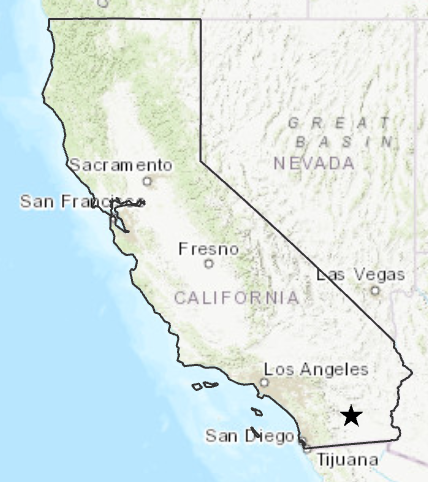 GREAT
BASIN
NEVADA
Sacramento
San Francisco
Fresno
Las Vegas
CALIFORNIA
Los Angeles
San Diego
Tijuana